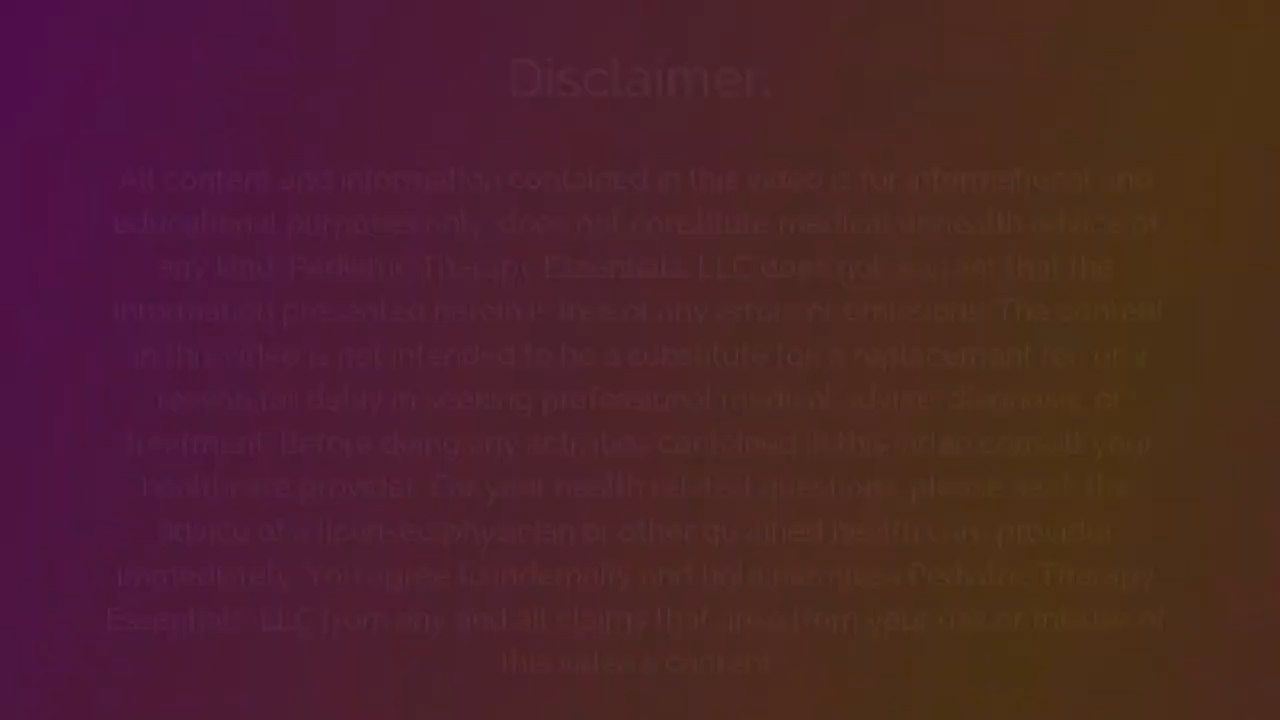 Disclaimer.
All content and information contained in this video is for informational and
educational purposes only, does not constitute medical or health advice of
any kind. Pediatric Therapy Essentials LLC does not warrant that the
information presented herein is free of any errors or omissions. The content
in this video is not intended to be a substitute for a replacement for or a
reason for delay in seeking professional medical advice, diagnosis, or
treatment. Before doing any activities contained in this video consult your
healthcare provider. For your health related questions, please seek the
advice of a licensed physician or other qualified health care provider
immediately. You agree to indemnify and hold harmless Pediatric Therapy
Essentials LLC from any and all claims that arise from your use or misuse of
this video's content.